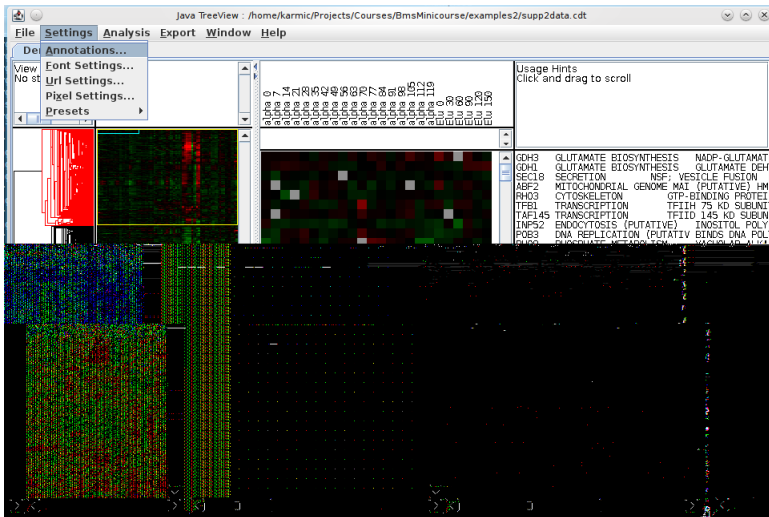 Java TreeView : /home/karmic/Projects/Courses/BmsMinicourse/examples2/supp2data.cdt
File Settings Analysis Export Window Help
Annotations...
Font Settings...
Url Settings...
Pixel Settings...
Presets
View
No st
alpha 0
alpha 7
alpha 14
alpha 21
alpha 28
alpha 35
alpha 42
alpha 49
alpha 56
alpha 63
alpha 70
alpha 77
alpha 84
alpha 91
alpha 98
alpha 105
alpha 112
alpha 119
Elu 0
Elu 30
Elu 60
Elu 90
Elu 120
Elu 150
Usage Hints
Click and drag to scroll
GDH3 GLUTAMATE BIOSYNTHESIS NADP-GLUTAMAT
GDH1 GLUTAMATE BIOSYNTHESIS GLUTAMATE DEH
SEC18 SECRETION NSF; VESICLE FUSION
ABF2 MITOCHONDRIAL GENOME MAI (PUTATIVE) HM
RHO3 CYTOSKELETON GTP-BINDING PROTEI
TFB1 TRANSCRIPTION TFIIH 75 KD SUBUNI
TAF145 TRANSCRIPTION TFIID 145 KD SUBUN
INP52 ENDOCYTOSIS (PUTATIVE) INOSITOL POLY
POB3 DNA REPLICATION (PUTATIV BINDS DNA POL